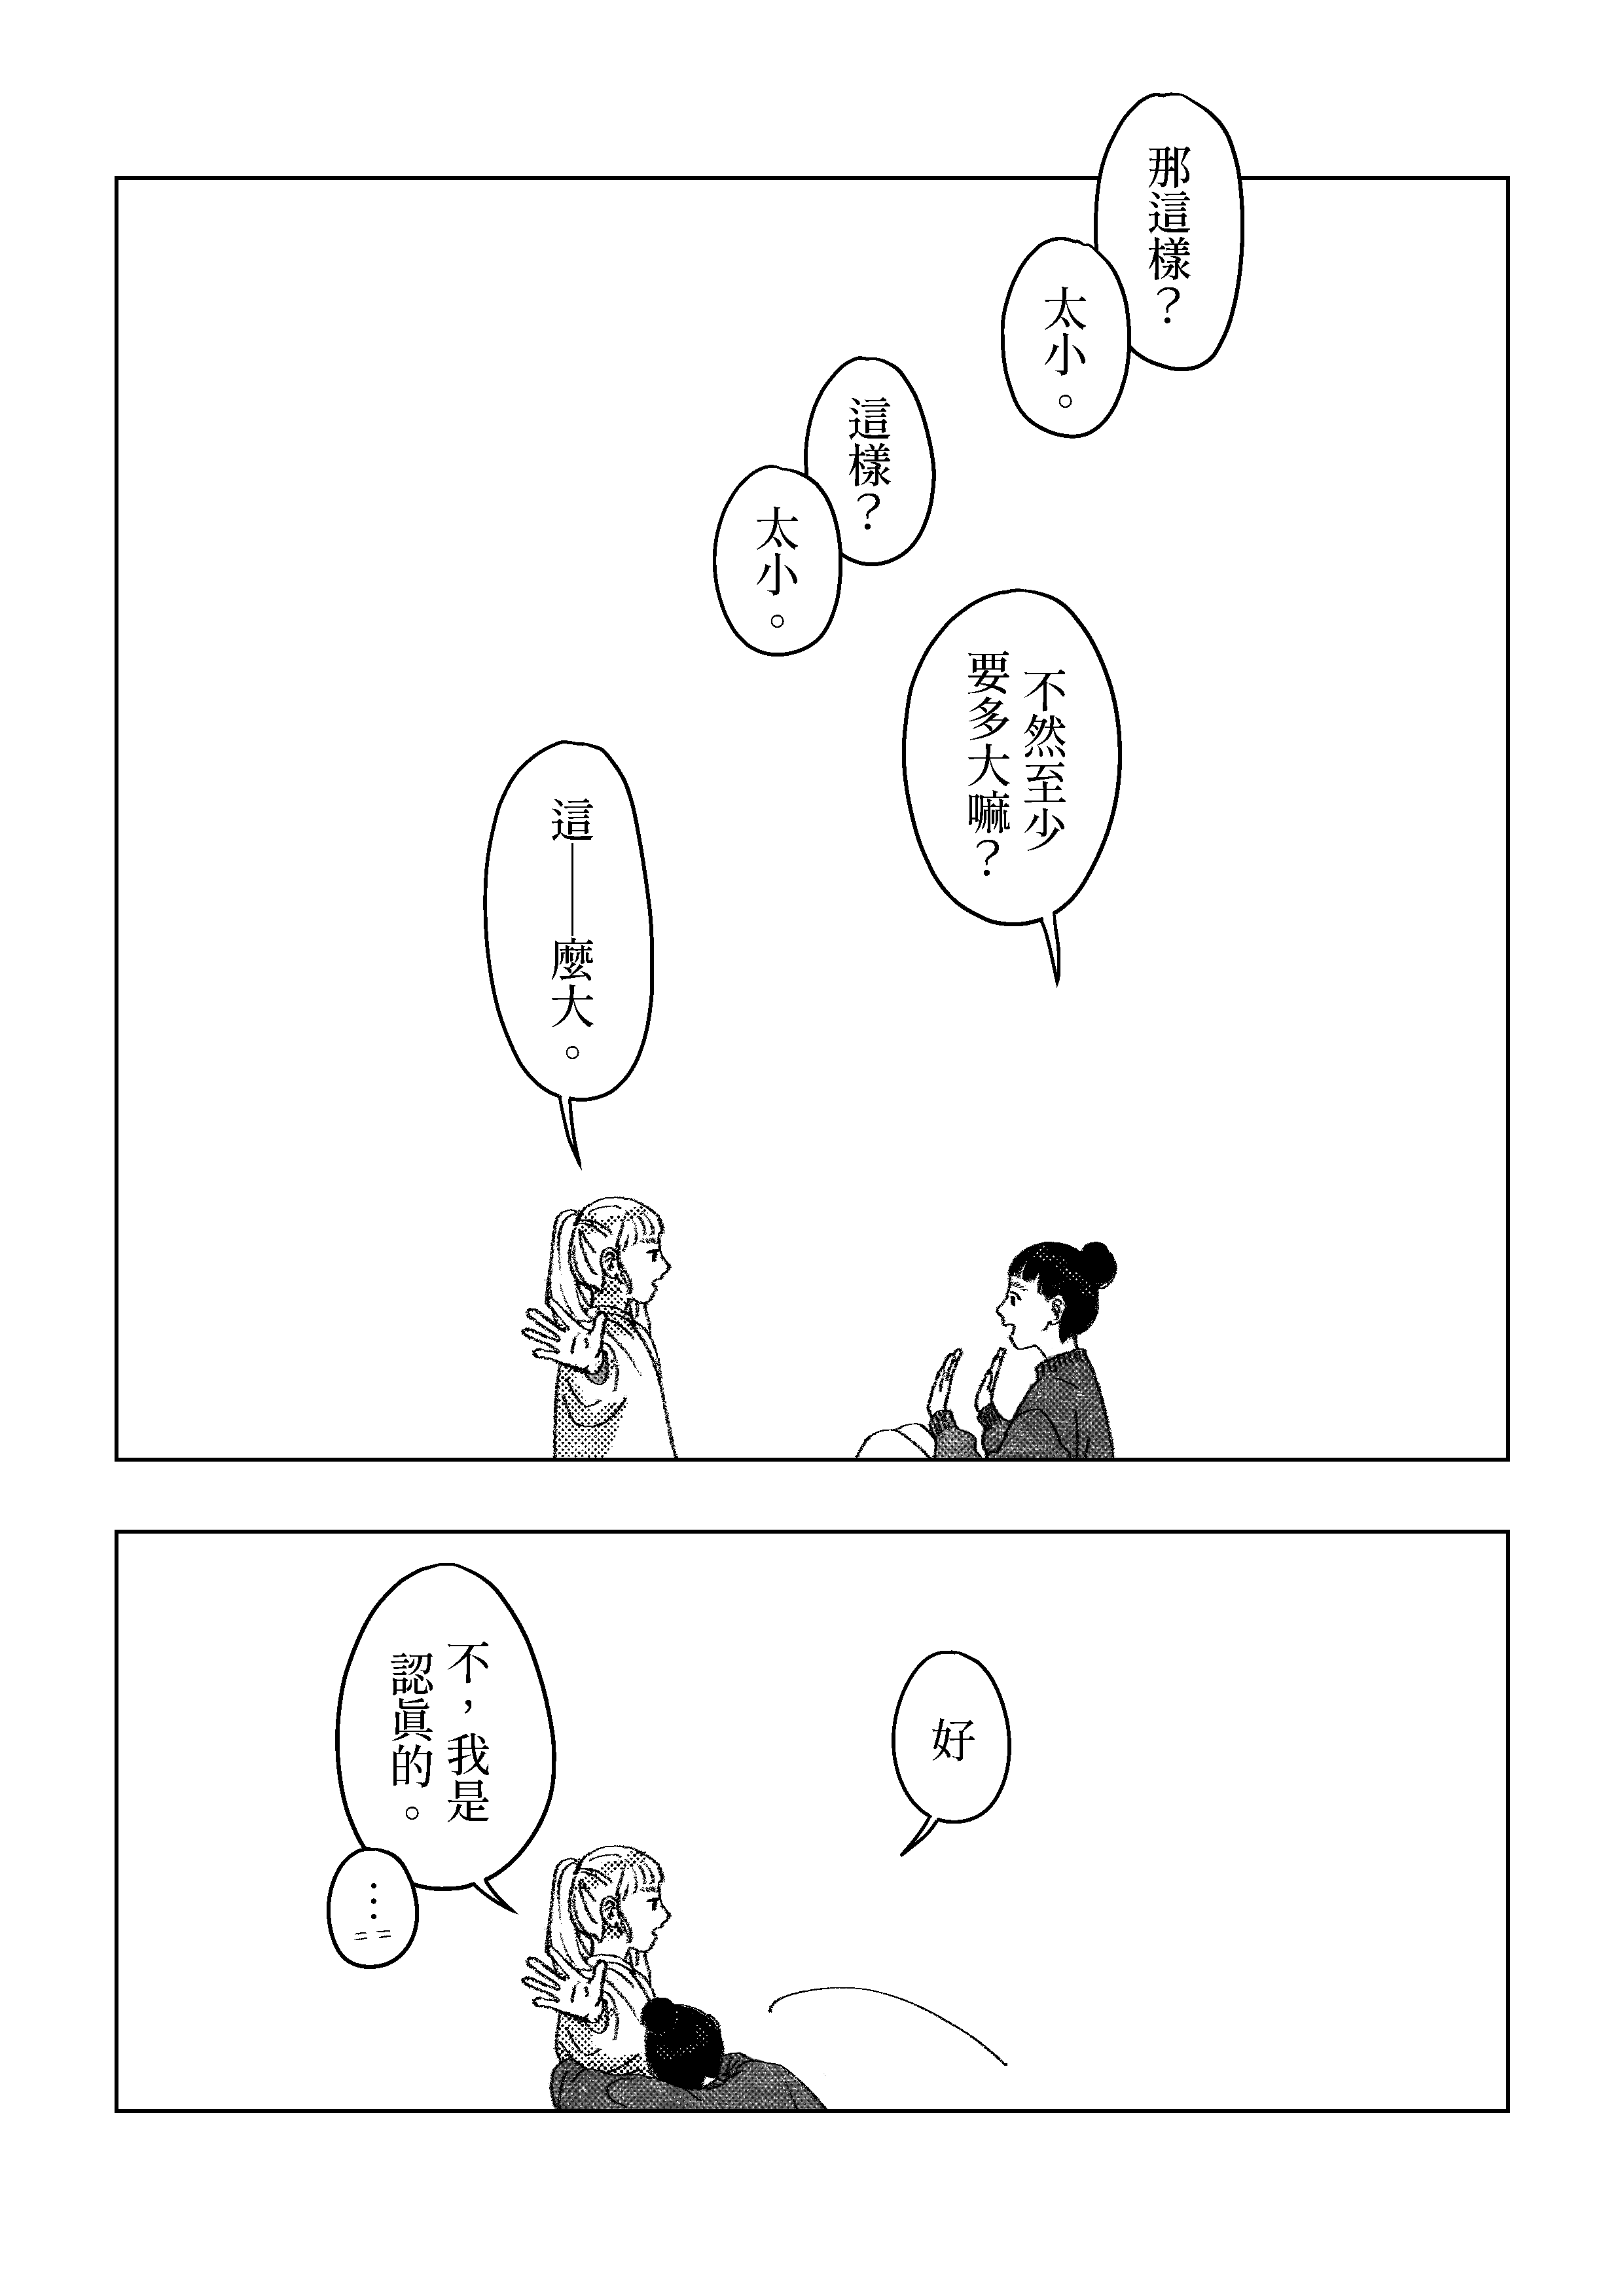 那這樣？
太小。
這樣？
太小。
不然至少
要多大嘛？
這——麼大。
好
不，我是
認眞的。
…==